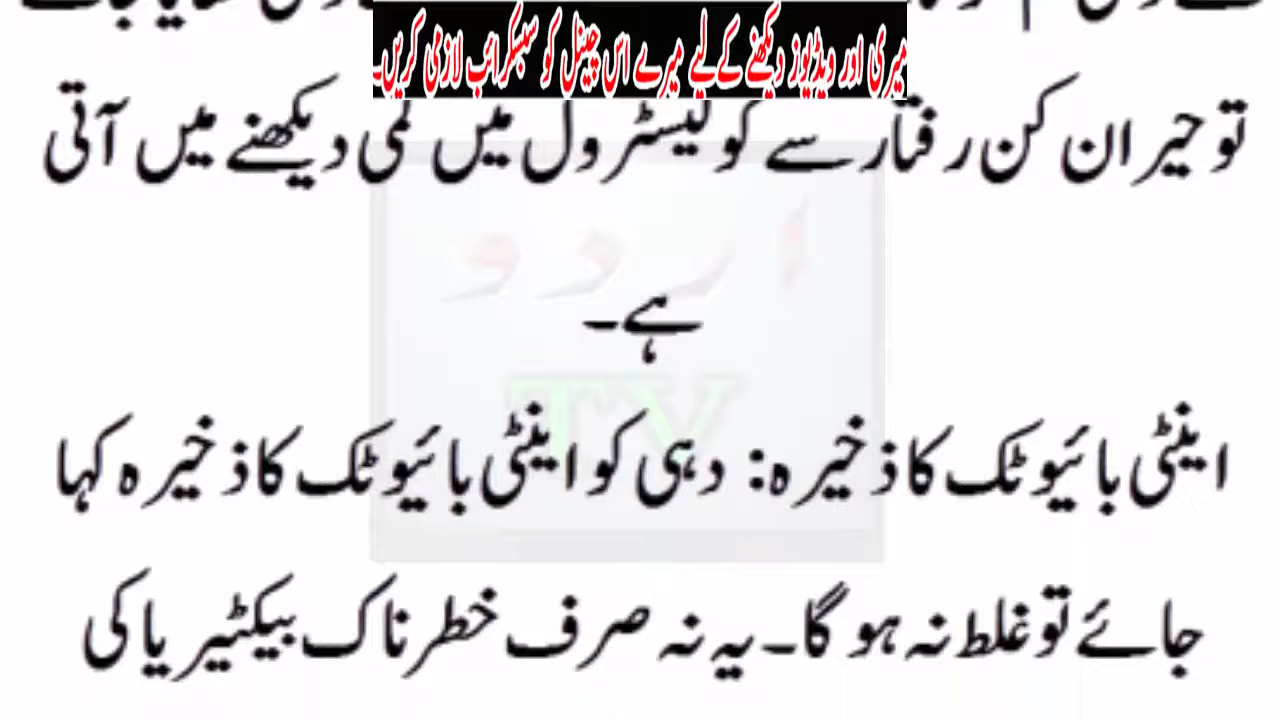 میری اور ویڈیوز دیکھنے کے لیے میرے اس چینل کو سبسکرائب لازمی کریں۔
تو حیران کن رفتار سے کولیسٹرول میں کمی دیکھنے میں آتی
اردو
ہے۔
TV
اینٹی بائیوٹک کا ذخیرہ: دہی کو اینٹی بائیوٹک کا ذخیرہ کہا
جائے تو غلط نہ ہو گا۔ یہ نہ صرف خطرناک بیکٹیریا کی